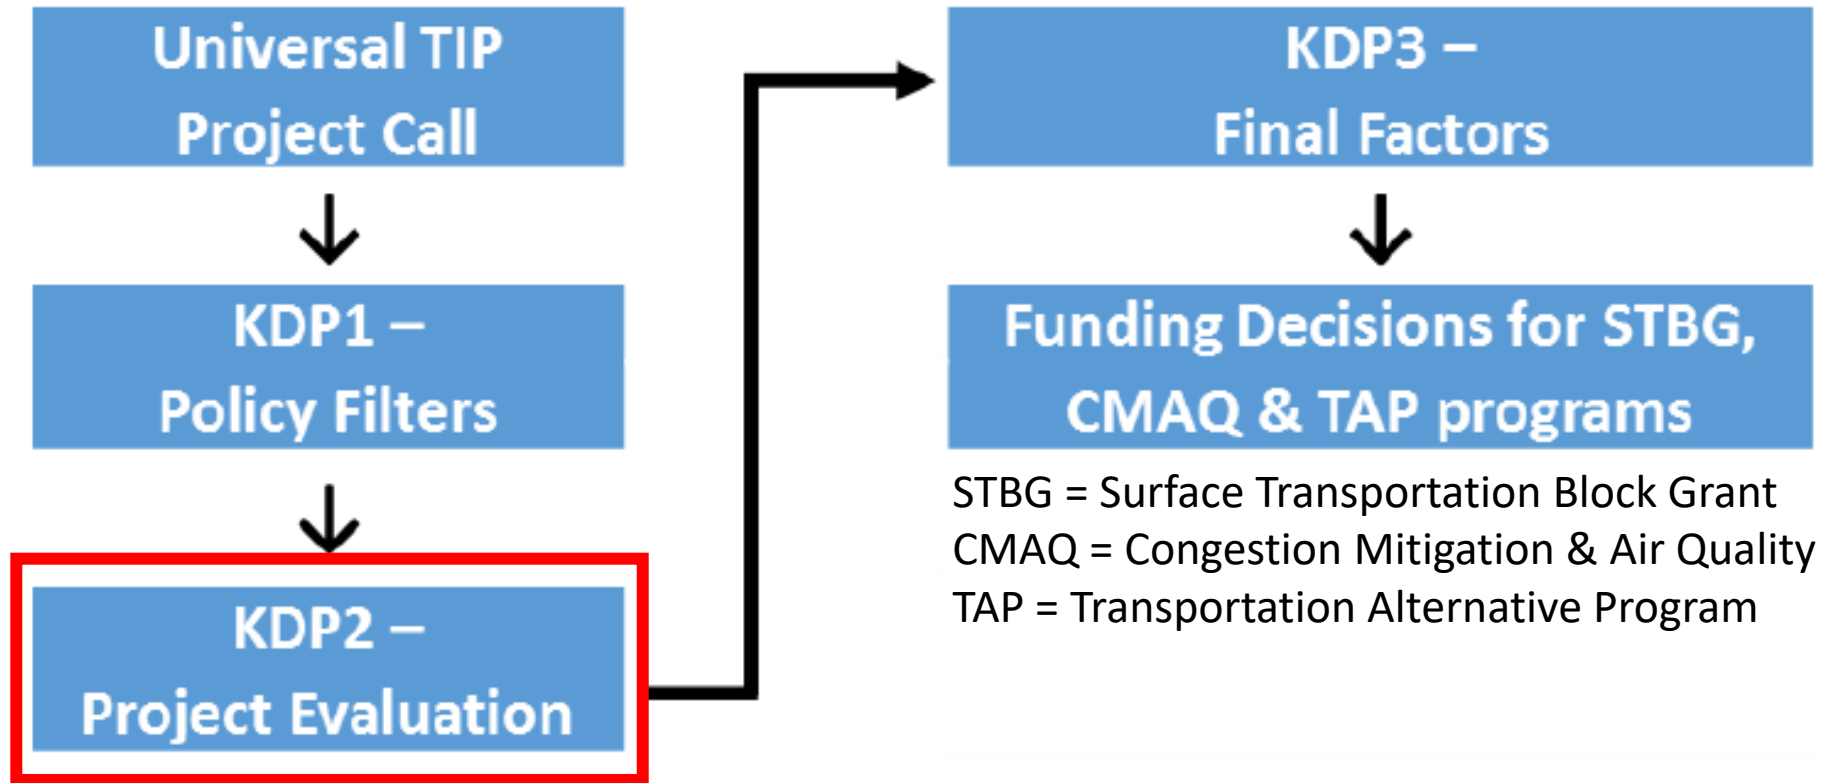 Universal TIP
Project Call
KDP1 –
Policy Filters
KDP2 –
Project Evaluation
KDP3 –
Final Factors
Funding Decisions for STBG,
CMAQ & TAP programs
STBG = Surface Transportation Block Grant
CMAQ = Congestion Mitigation & Air Quality
TAP = Transportation Alternative Program